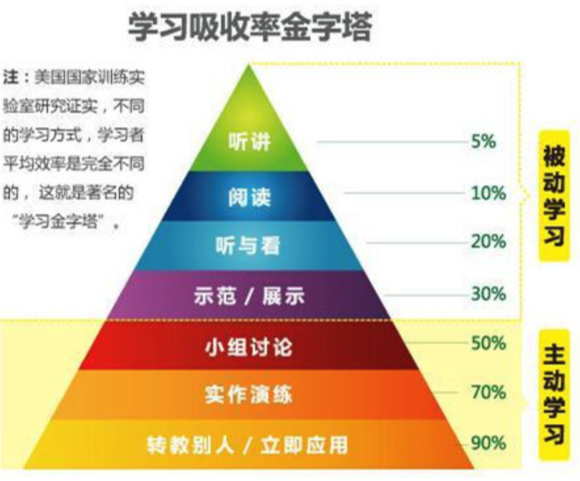 学习吸收率金字塔
注：美国国家训练实
验室研究证实，不同
的学习方式，学习者
平均效率是完全不同
的，这就是著名的
“学习金字塔”。
听讲
5%
阅读
10%
听与看
20%
示范 / 展示
30%
被动学习
小组讨论
50%
实作演练
70%
转教别人 / 立即应用
90%
主动学习